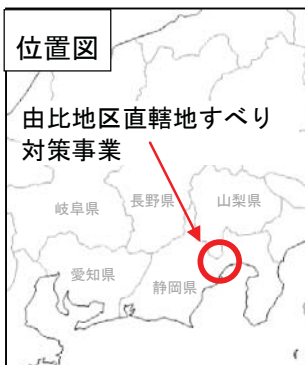 位置図
由比地区直轄地すべり
対策事業
岐阜県
長野県
山梨県
愛知県
静岡県